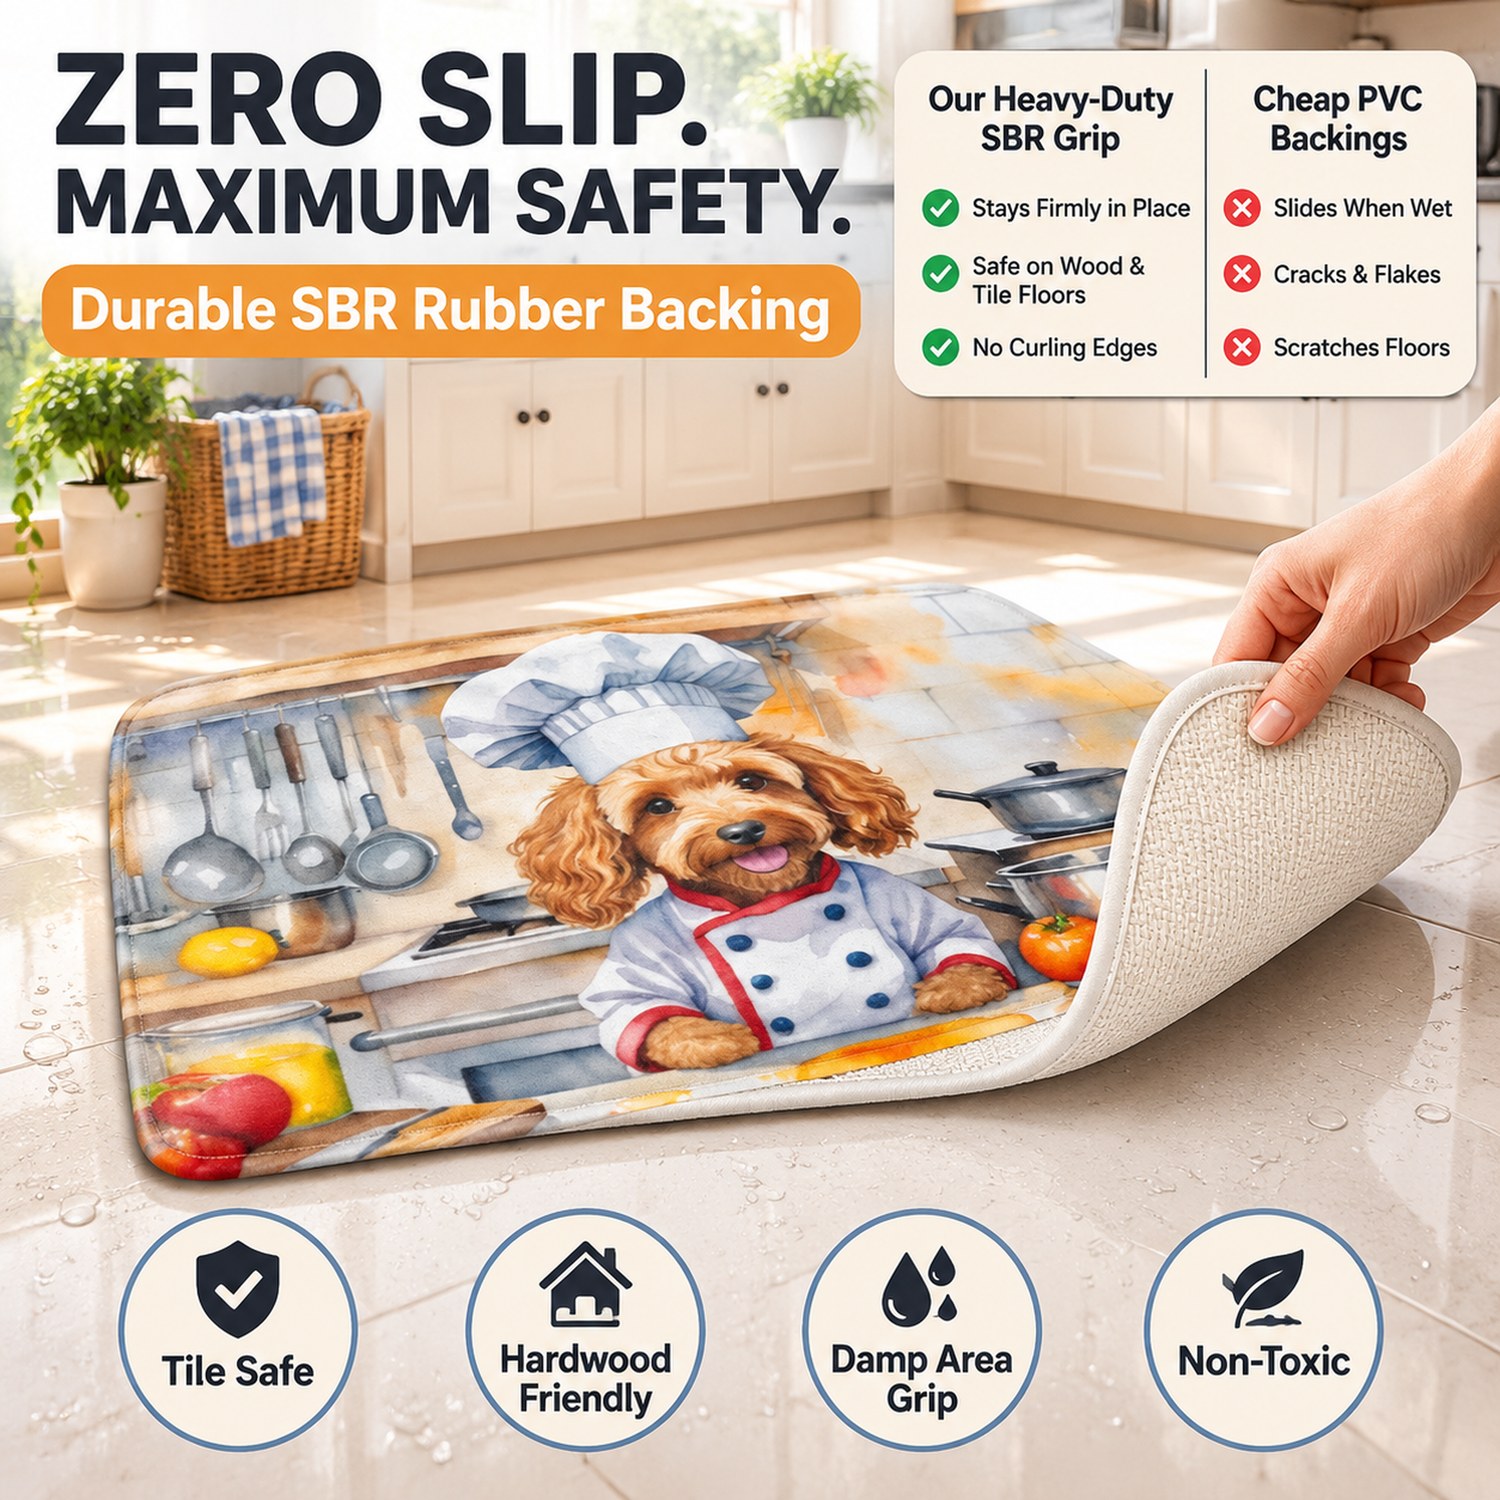 ZERO SLIP.
MAXIMUM SAFETY.
Durable SBR Rubber Backing
Our Heavy-Duty
SBR Grip
Stays Firmly in Place
Safe on Wood &
Tile Floors
No Curling Edges
Cheap PVC
Backings
Slides When Wet
Cracks & Flakes
Scratches Floors
Tile Safe
Hardwood
Friendly
Damp Area
Grip
Non-Toxic